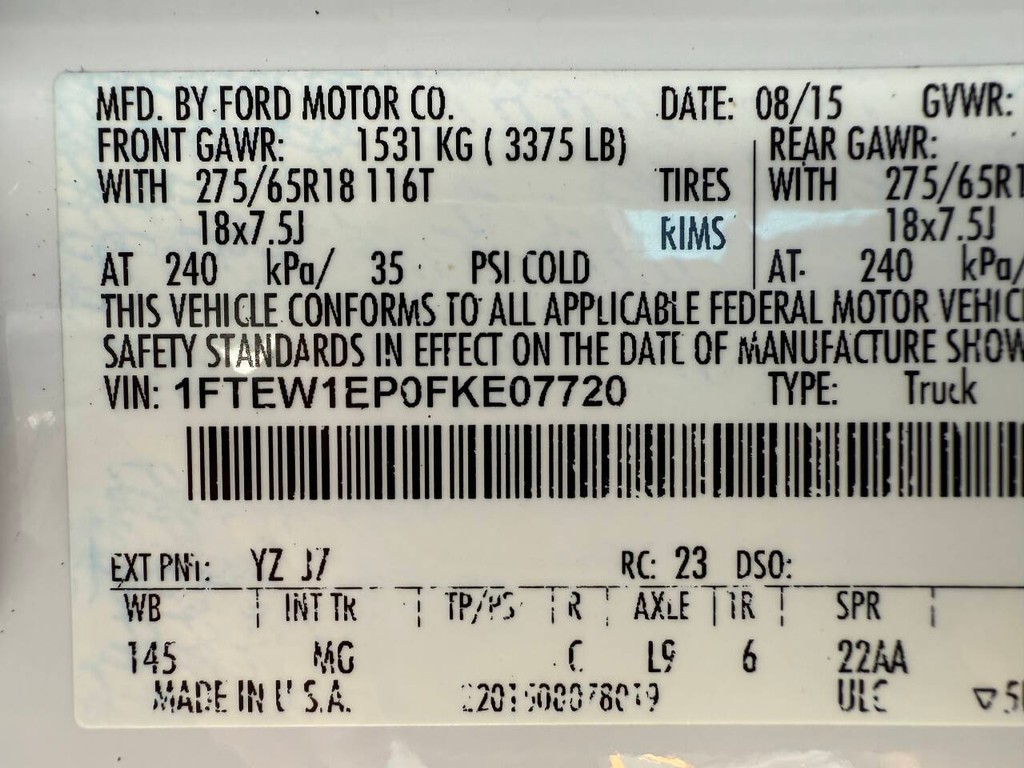 MFD. BY FORD MOTOR CO. DATE: 08/15 GVWR:
FRONT GAWR: 1531 KG ( 3375 LB) REAR GAWR:
WITH 275/65R18 116T TIRES WITH 275/65R1
18x7.5J RIMS 18x7.5J
AT 240 kPa/ 35 PSI COLD AT 240 kPa/
THIS VEHICLE CONFORMS TO ALL APPLICABLE FEDERAL MOTOR VEHIC
SAFETY STANDARDS IN EFFECT ON THE DATE OF MANUFACTURE SHOW
VIN: 1FTEW1EP0FKE07720 TYPE: Truck
EXT PNT: YZ RC: 23 DSO:
WB INT TR TP/PS R AXLE TR SPR
145 MG C L9 6 22AA
MADE IN U.S.A. ULC